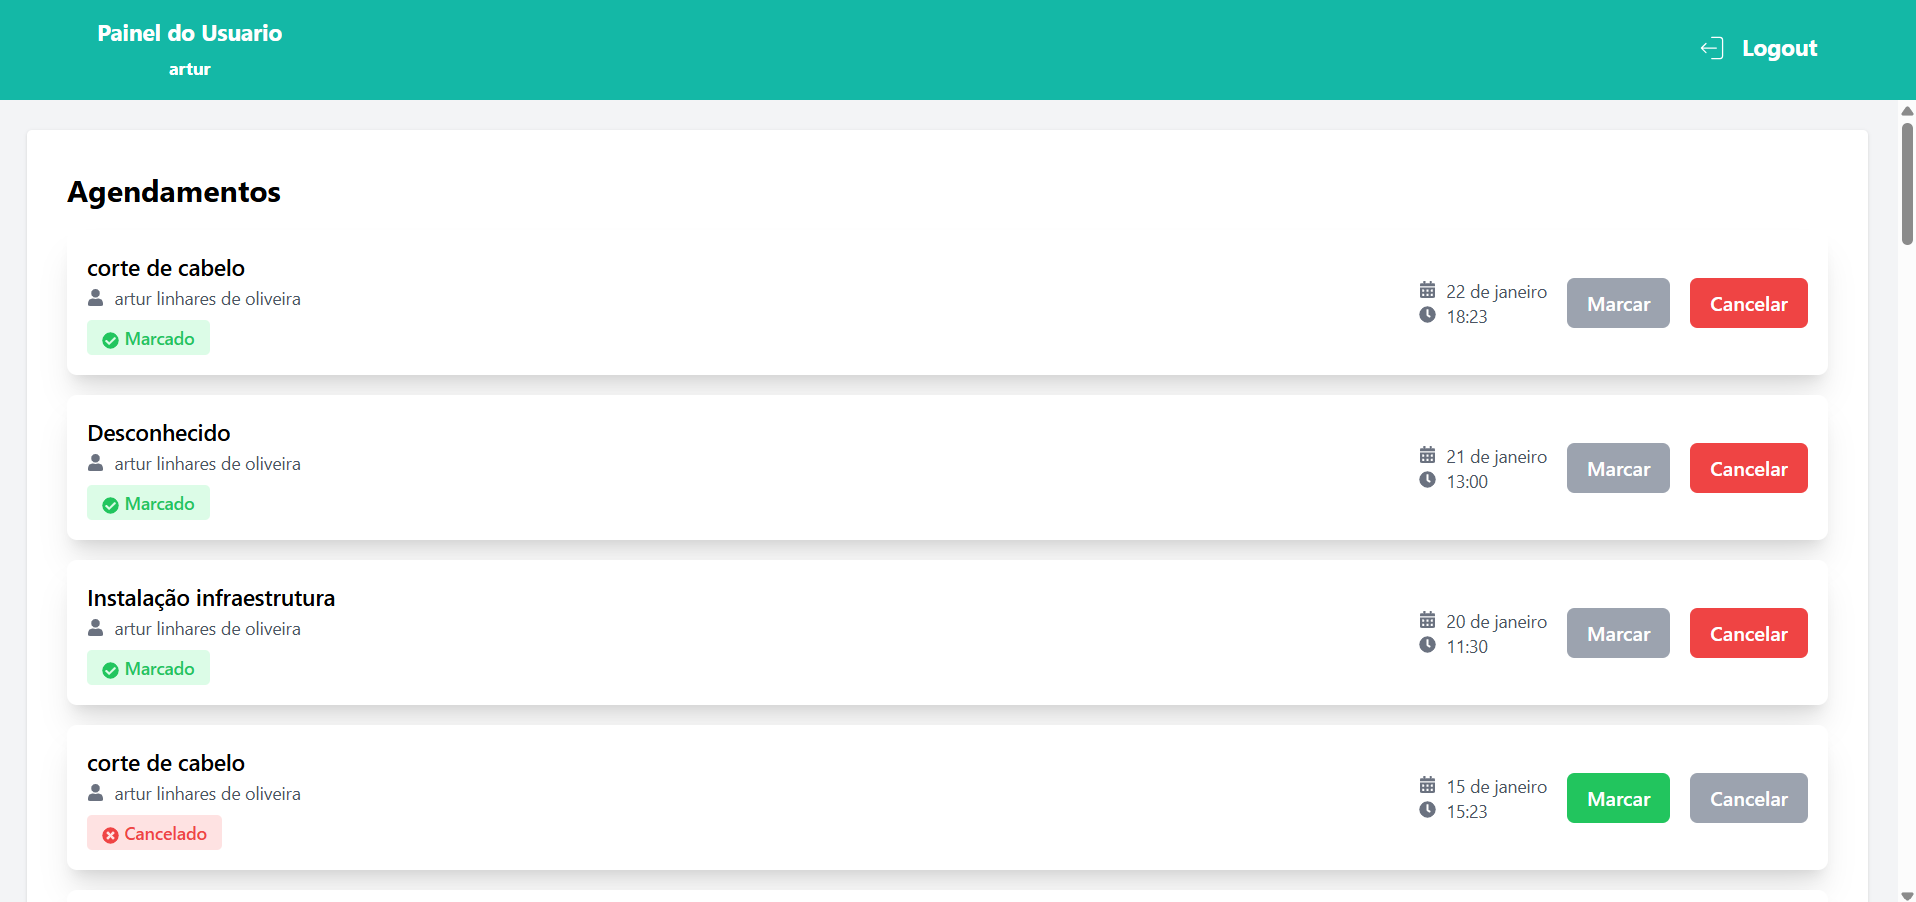 Painel do Usuario
artur
Logout
Agendamentos
corte de cabelo
artur linhares de oliveira
Marcado
22 de janeiro
18:23
Marcar
Cancelar
Desconhecido
artur linhares de oliveira
Marcado
21 de janeiro
13:00
Marcar
Cancelar
Instalação infraestrutura
artur linhares de oliveira
Marcado
20 de janeiro
11:30
Marcar
Cancelar
corte de cabelo
artur linhares de oliveira
Cancelado
15 de janeiro
15:23
Marcar
Cancelar